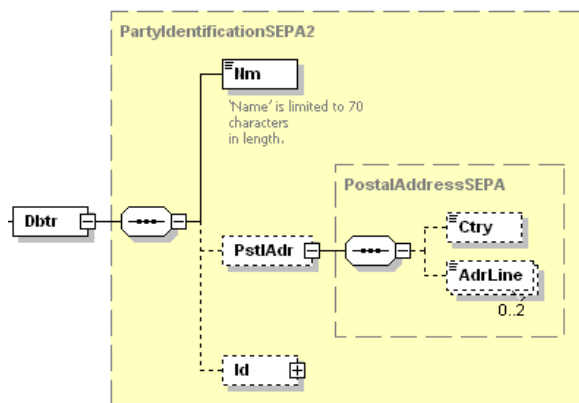 PartyIdentificationSEPA2
Nm
'Name' is limited to 70
characters
in length.
PostalAddressSEPA
Dbtr
Ctry
PstlAdr
AdrLine
0..2
Id